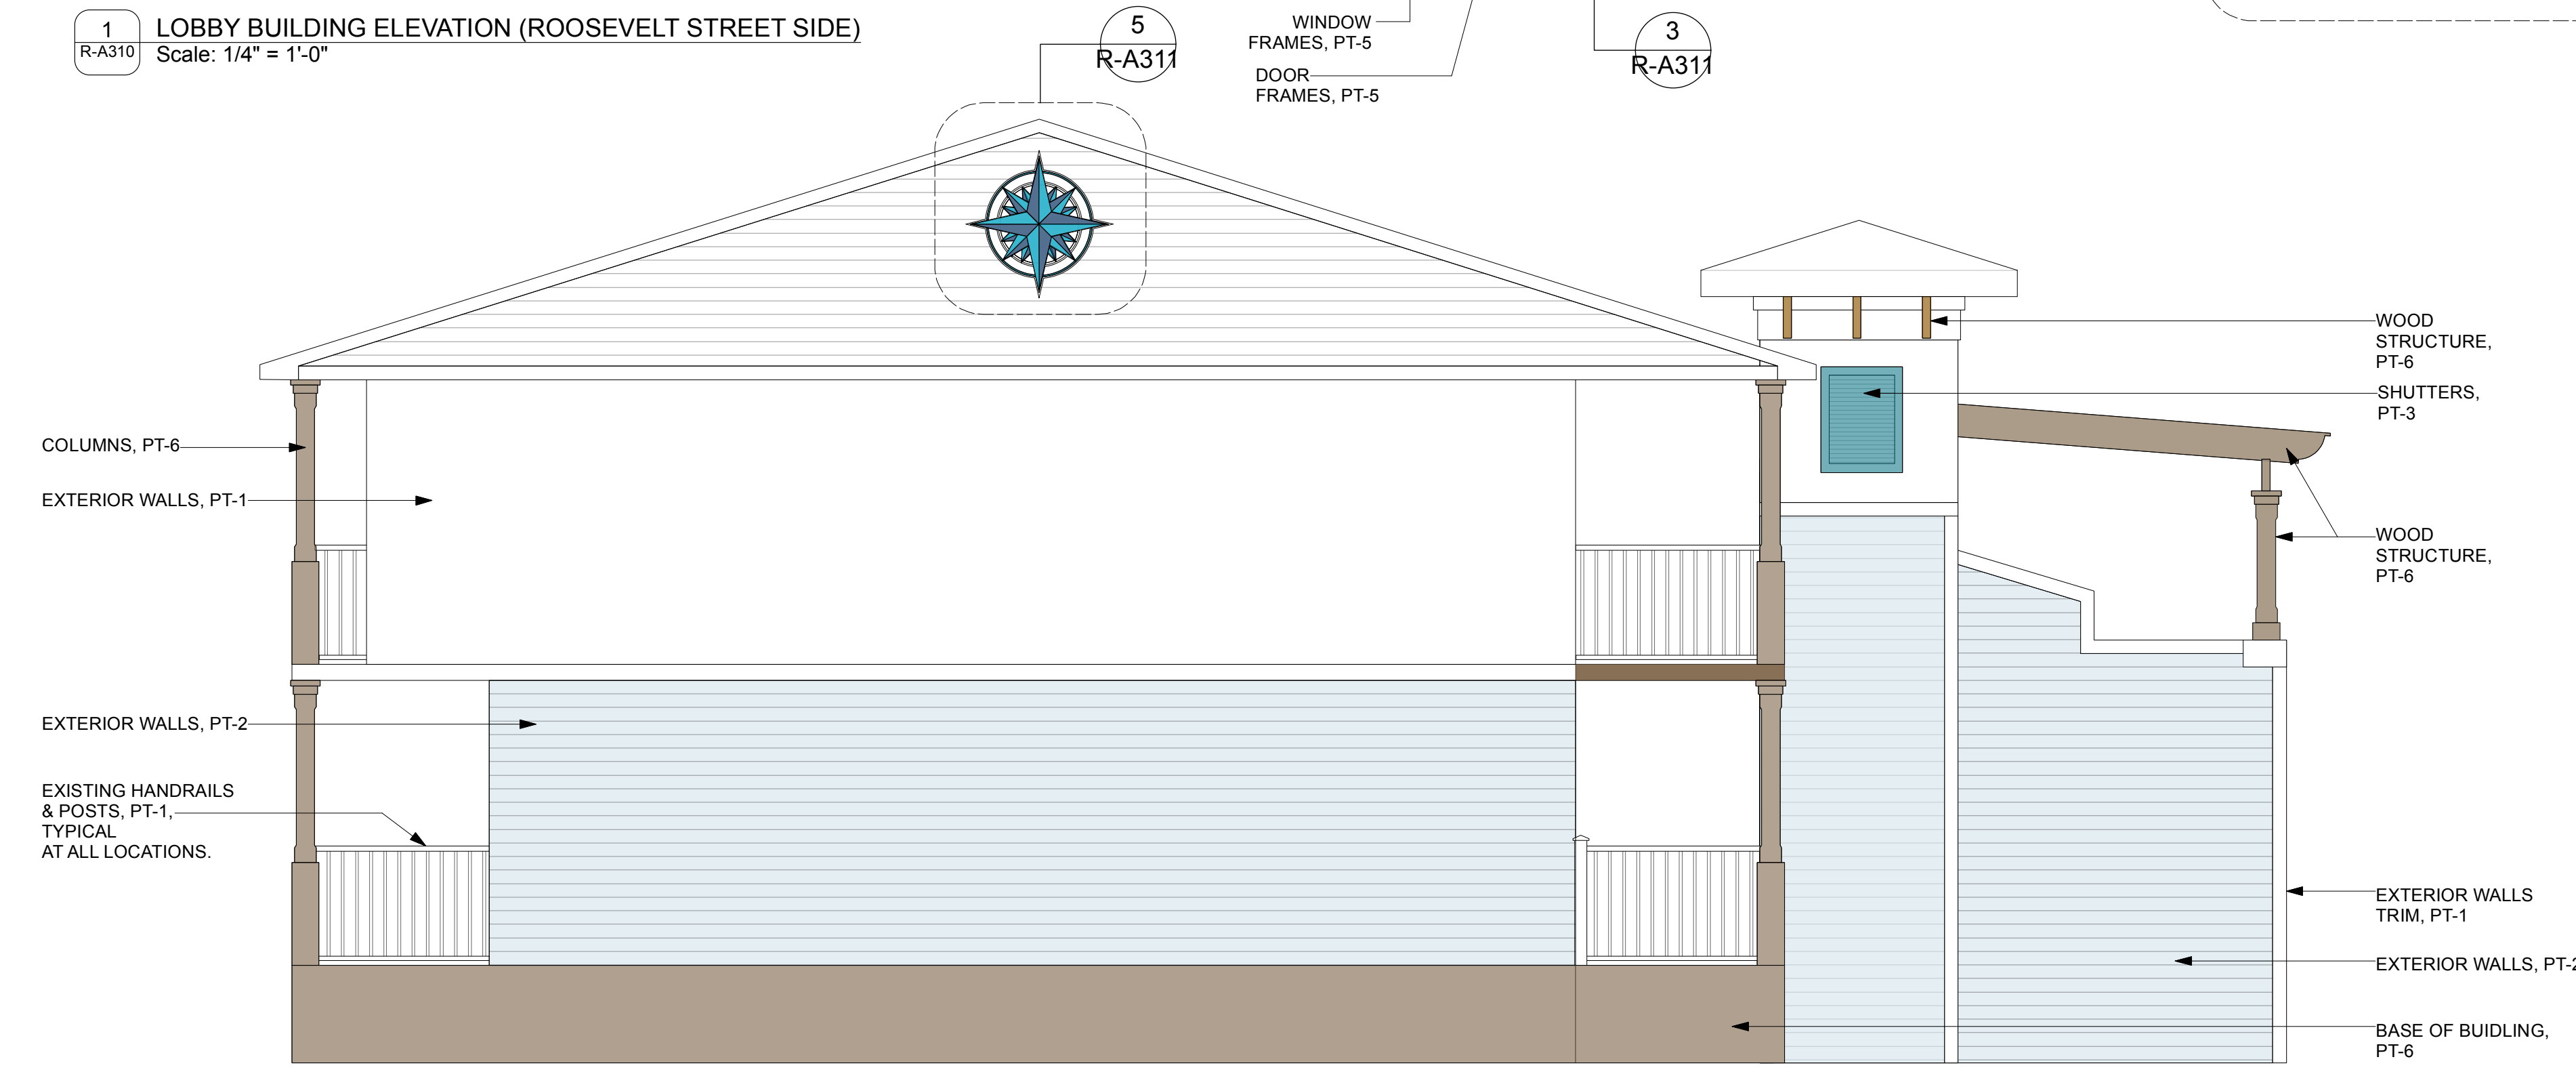 1
R-A310
LOBBY BUILDING ELEVATION (ROOSEVELT STREET SIDE)
Scale: 1/4" = 1'-0"
5
R-A311
WINDOW
FRAMES, PT-5
DOOR
FRAMES, PT-5
3
R-A311
COLUMNS, PT-6
EXTERIOR WALLS, PT-1
EXTERIOR WALLS, PT-2
EXISTING HANDRAILS
& POSTS, PT-1,
TYPICAL
AT ALL LOCATIONS.
WOOD
STRUCTURE,
PT-6
SHUTTERS,
PT-3
WOOD
STRUCTURE,
PT-6
EXTERIOR WALLS
TRIM, PT-1
EXTERIOR WALLS, PT-2
BASE OF BUIDLING,
PT-6